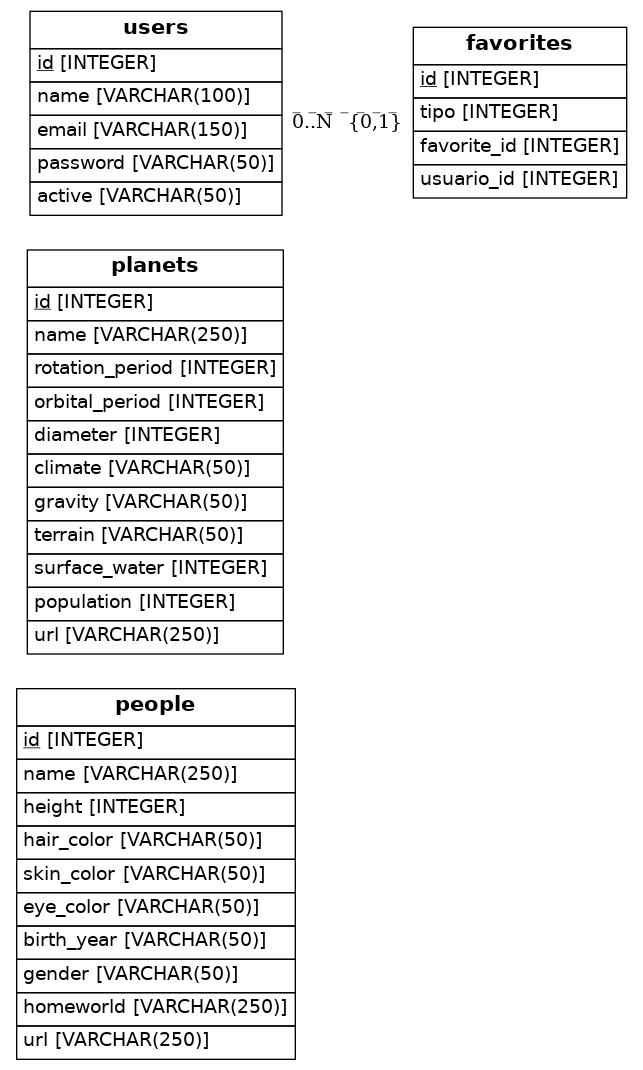 users
id [INTEGER]
name [VARCHAR(100)]
email [VARCHAR(150)]
password [VARCHAR(50)]
active [VARCHAR(50)]
0..N {0,1}
favorites
id [INTEGER]
tipo [INTEGER]
favorite_id [INTEGER]
usuario_id [INTEGER]
planets
id [INTEGER]
name [VARCHAR(250)]
rotation_period [INTEGER]
orbital_period [INTEGER]
diameter [INTEGER]
climate [VARCHAR(50)]
gravity [VARCHAR(50)]
terrain [VARCHAR(50)]
surface_water [INTEGER]
population [INTEGER]
url [VARCHAR(250)]
people
id [INTEGER]
name [VARCHAR(250)]
height [INTEGER]
hair_color [VARCHAR(50)]
skin_color [VARCHAR(50)]
eye_color [VARCHAR(50)]
birth_year [VARCHAR(50)]
gender [VARCHAR(50)]
homeworld [VARCHAR(250)]
url [VARCHAR(250)]